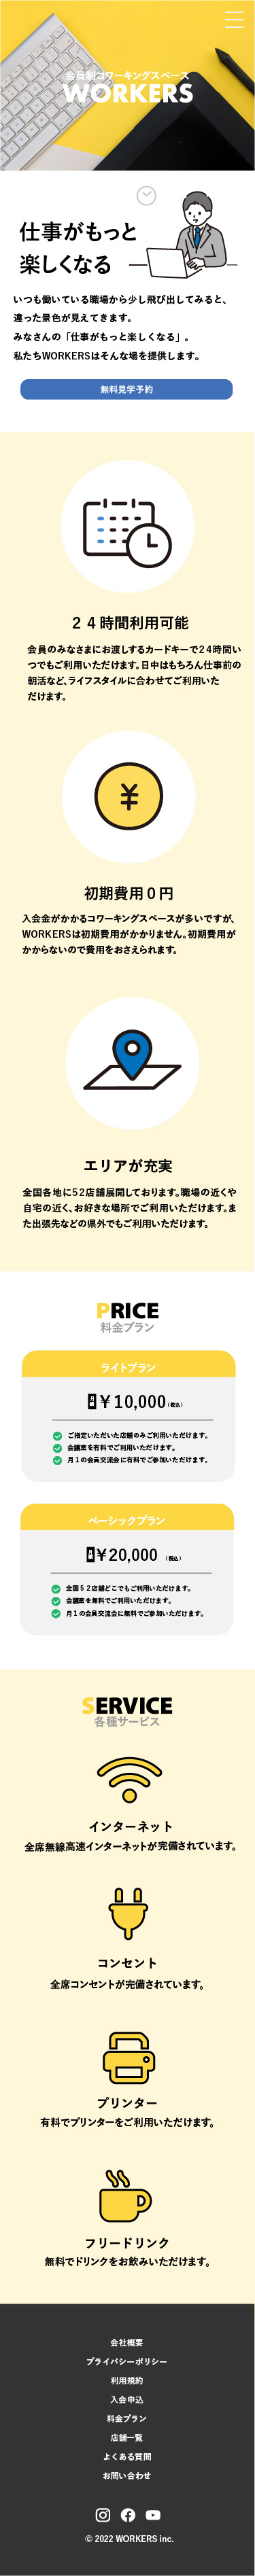 会員制コワーキングスペース
WORKERS
仕事がもっと
楽しくなる
いつも働いている職場から少し飛び出してみると、
違った景色が見えてきます。
みなさんの「仕事がもっと楽しくなる」。
私たちWORKERSはそんな場を提供します。
無料見学予約
２４時間利用可能
会員のみなさまにお渡しするカードキーで２４時間い
つでもご利用いただけます。日中はもちろん仕事前の
朝活など、ライフスタイルに合わせてご利用いた
だけます。
¥
初期費用０円
入会金がかかるコワーキングスペースが多いですが、
WORKERSは初期費用がかかりません。初期費用が
かからないので費用をおさえられます。
エリアが充実
全国各地に５２店舗展開しております。職場の近くや
自宅の近く、お好きな場所でご利用いただけます。ま
た出張先などの県外でもご利用いただけます。
PRICE
料金プラン
ライトプラン
￥10,000（税込）
ご指定いただいた店舗のみご利用いただけます。
会議室を有料でご利用いただけます。
月１の会員交流会に有料でご参加いただけます。
ベーシックプラン
¥20,000 （税込）
全国５２店舗どこでもご利用いただけます。
会議室を無料でご利用いただけます。
月１の会員交流会に無料でご参加いただけます。
SERVICE
各種サービス
インターネット
全席無線高速インターネットが完備されています。
コンセント
全席コンセントが完備されています。
プリンター
有料でプリンターをご利用いただけます。
フリードリンク
無料でドリンクをお飲みいただけます。
会社概要
プライバシーポリシー
利用規約
入会申込
料金プラン
店舗一覧
よくある質問
お問い合わせ
© 2022 WORKERS inc.